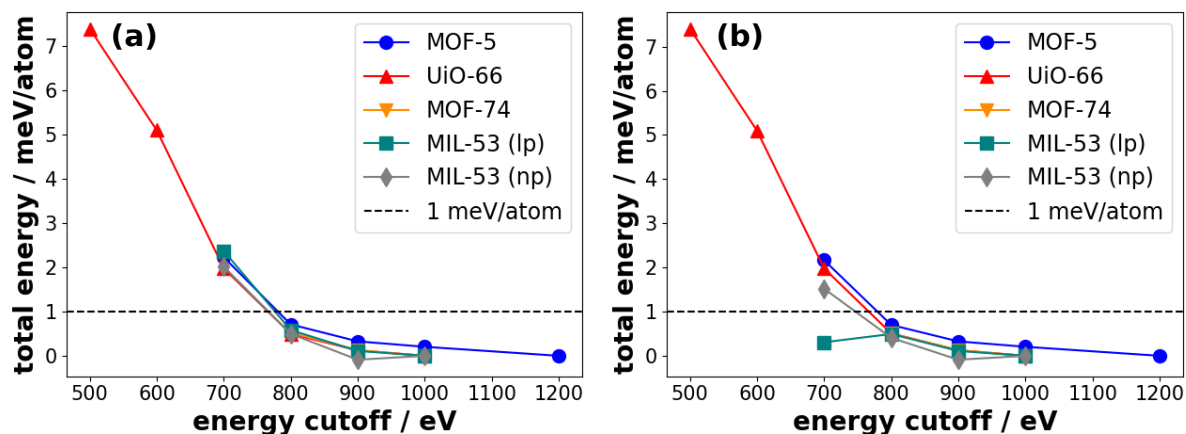 (a)
MOF-5
UiO-66
MOF-74
MIL-53 (lp)
MIL-53 (np)
1 meV/atom
total energy / meV/atom
7
6
5
4
3
2
1
0
500 600 700 800 900 1000 1100 1200
energy cutoff / eV
(b)
MOF-5
UiO-66
MOF-74
MIL-53 (lp)
MIL-53 (np)
1 meV/atom
total energy / meV/atom
7
6
5
4
3
2
1
0
500 600 700 800 900 1000 1100 1200
energy cutoff / eV